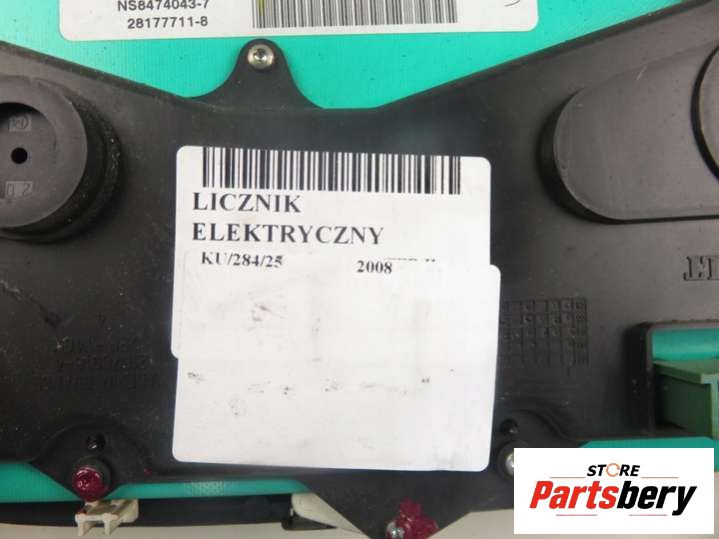 NS8474043-7
28177711-8
LICZNIK
ELEKTRYCZNY
KU/284/25 2008
STORE
Partsbery